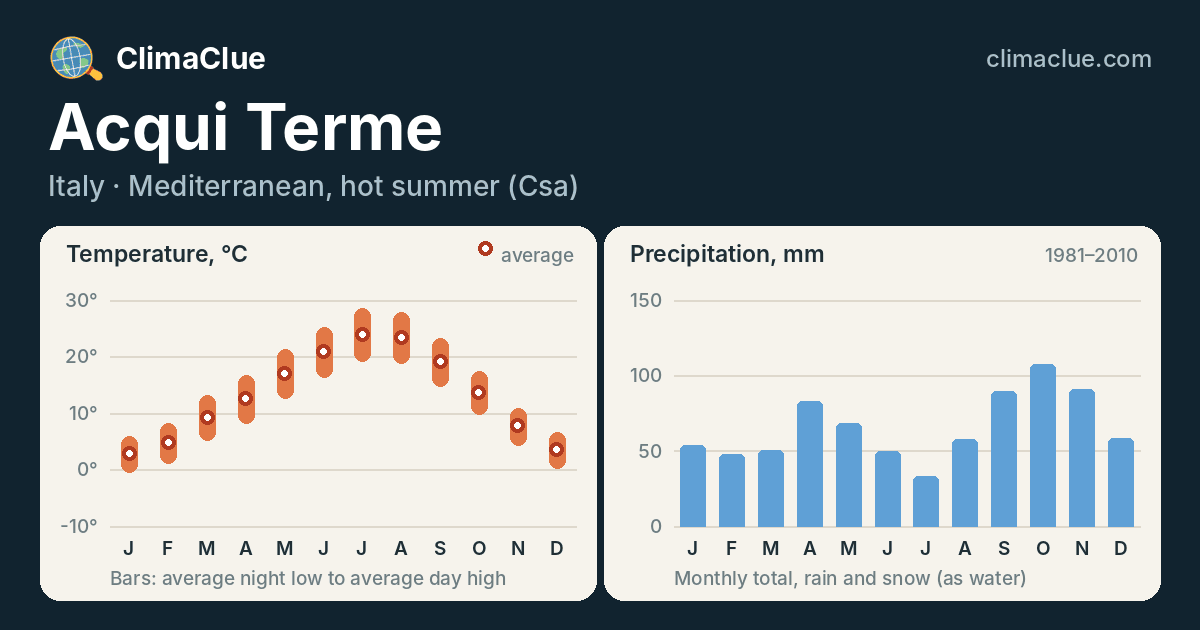 ClimaClue
climaclue.com
Acqui Terme
Italy · Mediterranean, hot summer (Csa)
Temperature, °C
average
30°
20°
10°
0°
-10°
J F M A M J J A S O N D
Bars: average night low to average day high
Precipitation, mm
1981–2010
150
100
50
0
J F M A M J J A S O N D
Monthly total, rain and snow (as water)